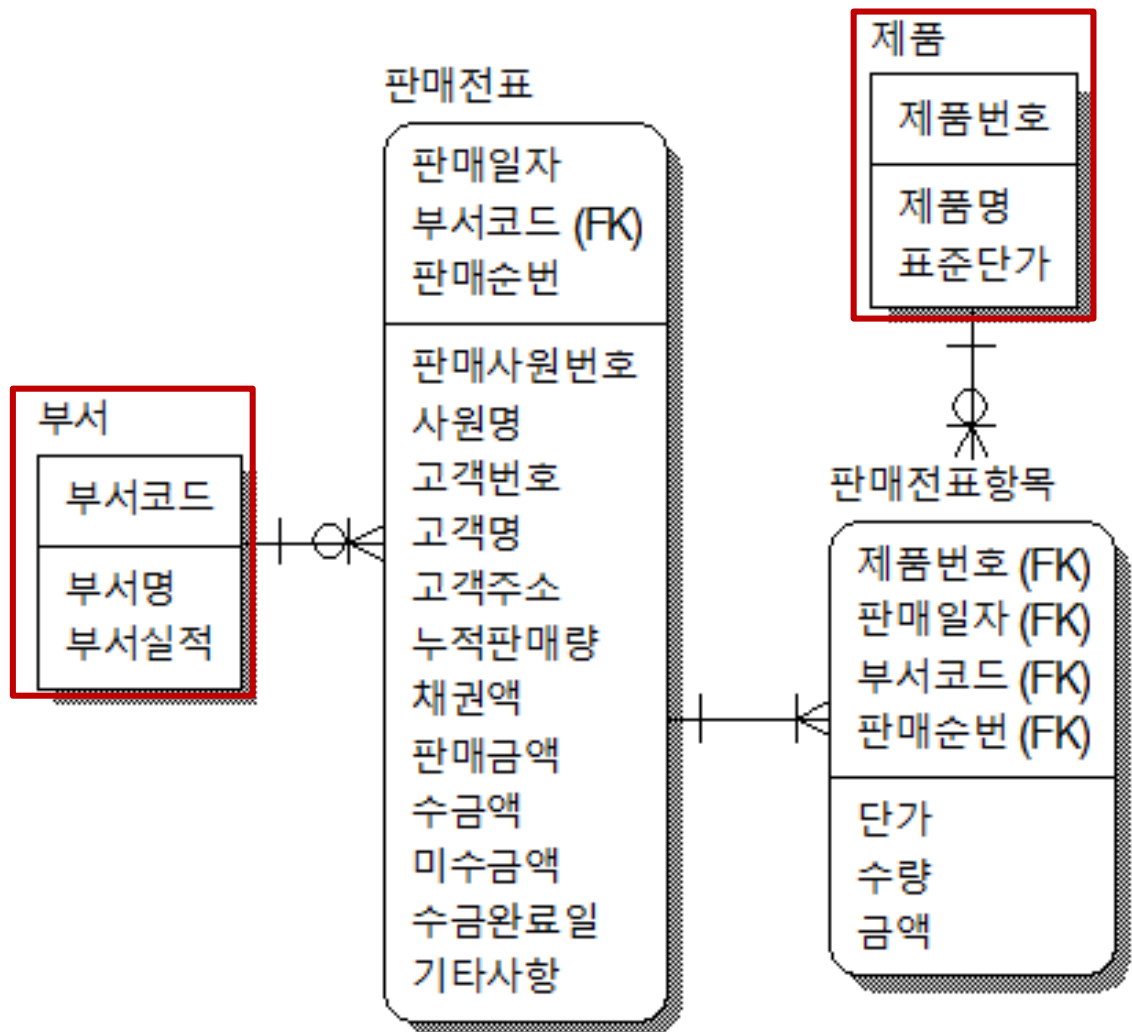 부서
부서코드
부서명
부서실적
판매전표
판매일자
부서코드 (FK)
판매순번
판매사원번호
사원명
고객번호
고객명
고객주소
누적판매량
채권액
판매금액
수금액
미수금액
수금완료일
기타사항
제품
제품번호
제품명
표준단가
판매전표항목
제품번호 (FK)
판매일자 (FK)
부서코드 (FK)
판매순번 (FK)
단가
수량
금액